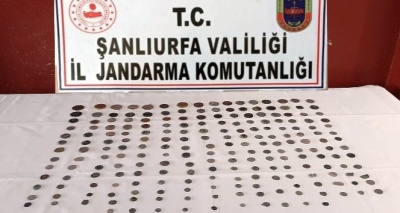 T.C.
ŞANLIURFA VALİLİĞİ
İL JANDARMA KOMUTANLIĞI